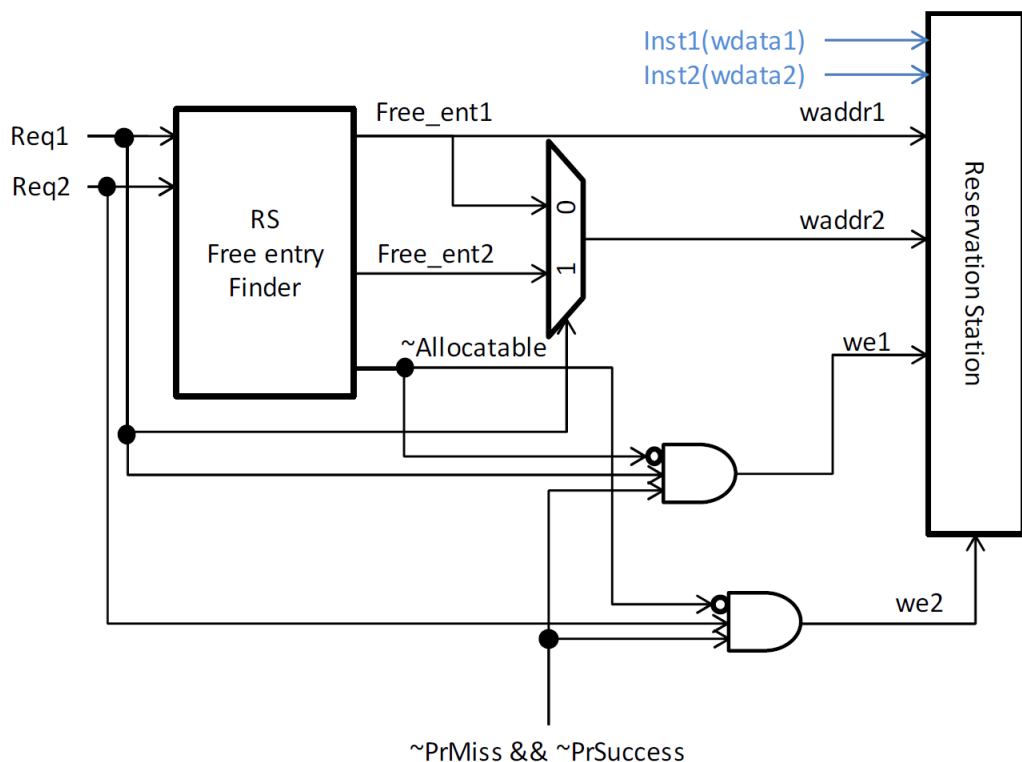 Inst1(wdata1)
Inst2(wdata2)
Free_ent1
waddr1
Req1
Req2
RS
Free entry
Finder
0
1
waddr2
Free_ent2
~Allocatable
we1
Reservation Station
we2
~PrMiss && ~PrSuccess